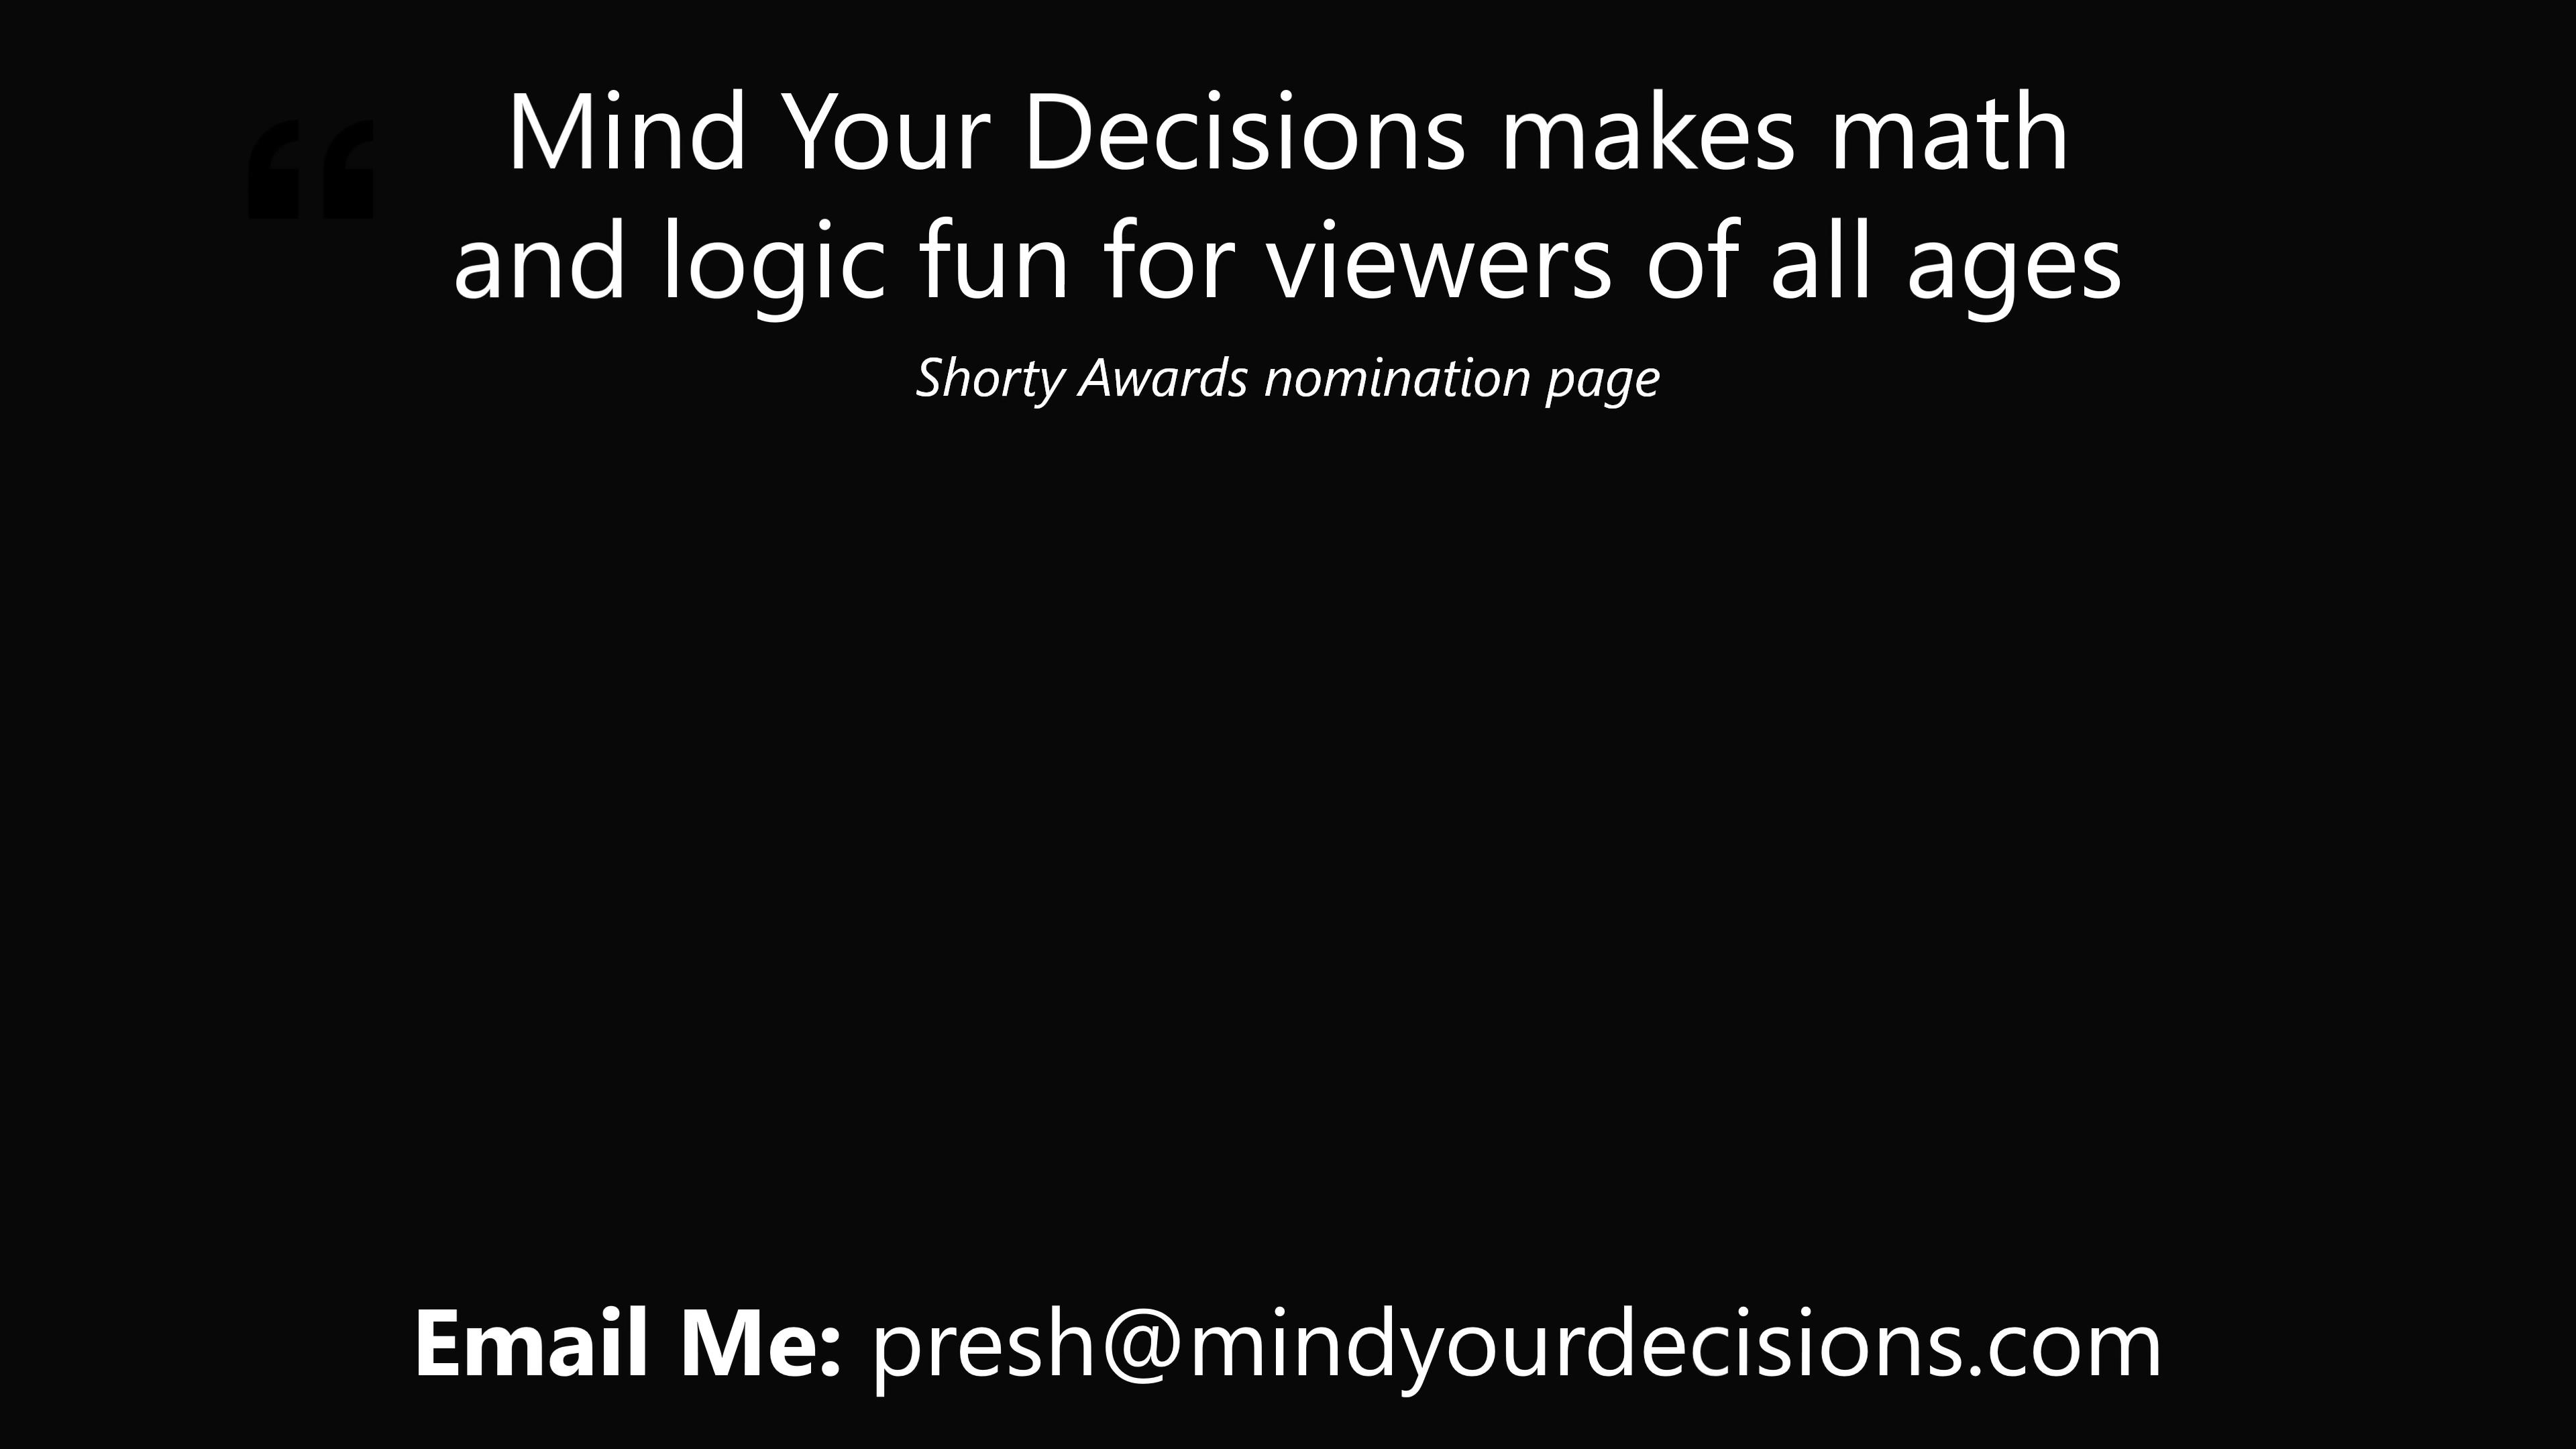 “ Mind Your Decisions makes math
and logic fun for viewers of all ages
Shorty Awards nomination page
Email Me: presh@mindyourdecisions.com